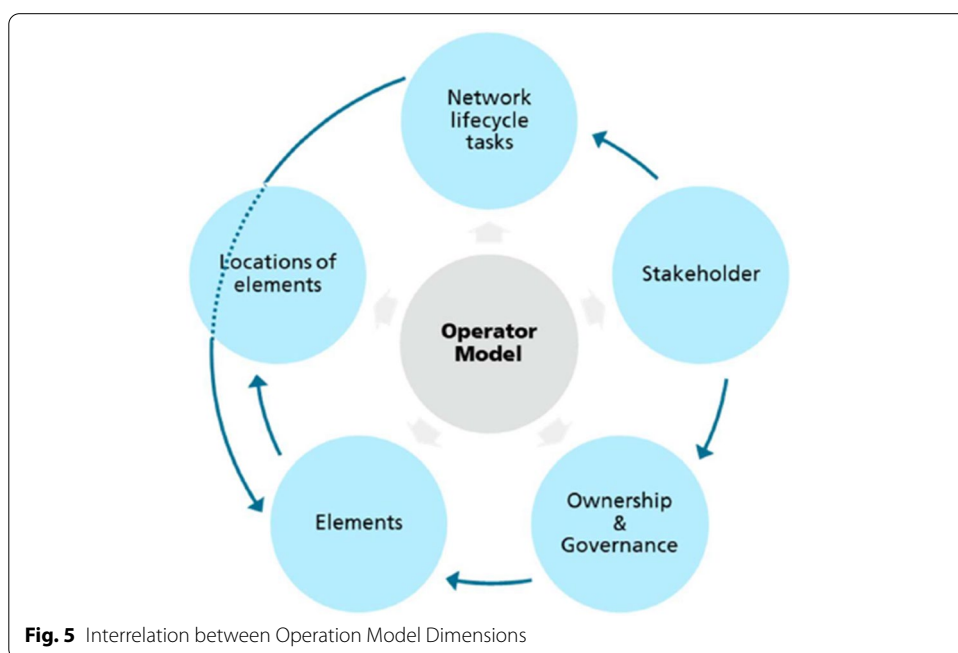 Network
lifecycle
tasks
Locations of
elements
Stakeholder
Operator
Model
Elements
Ownership
&
Governance
Fig. 5 Interrelation between Operation Model Dimensions